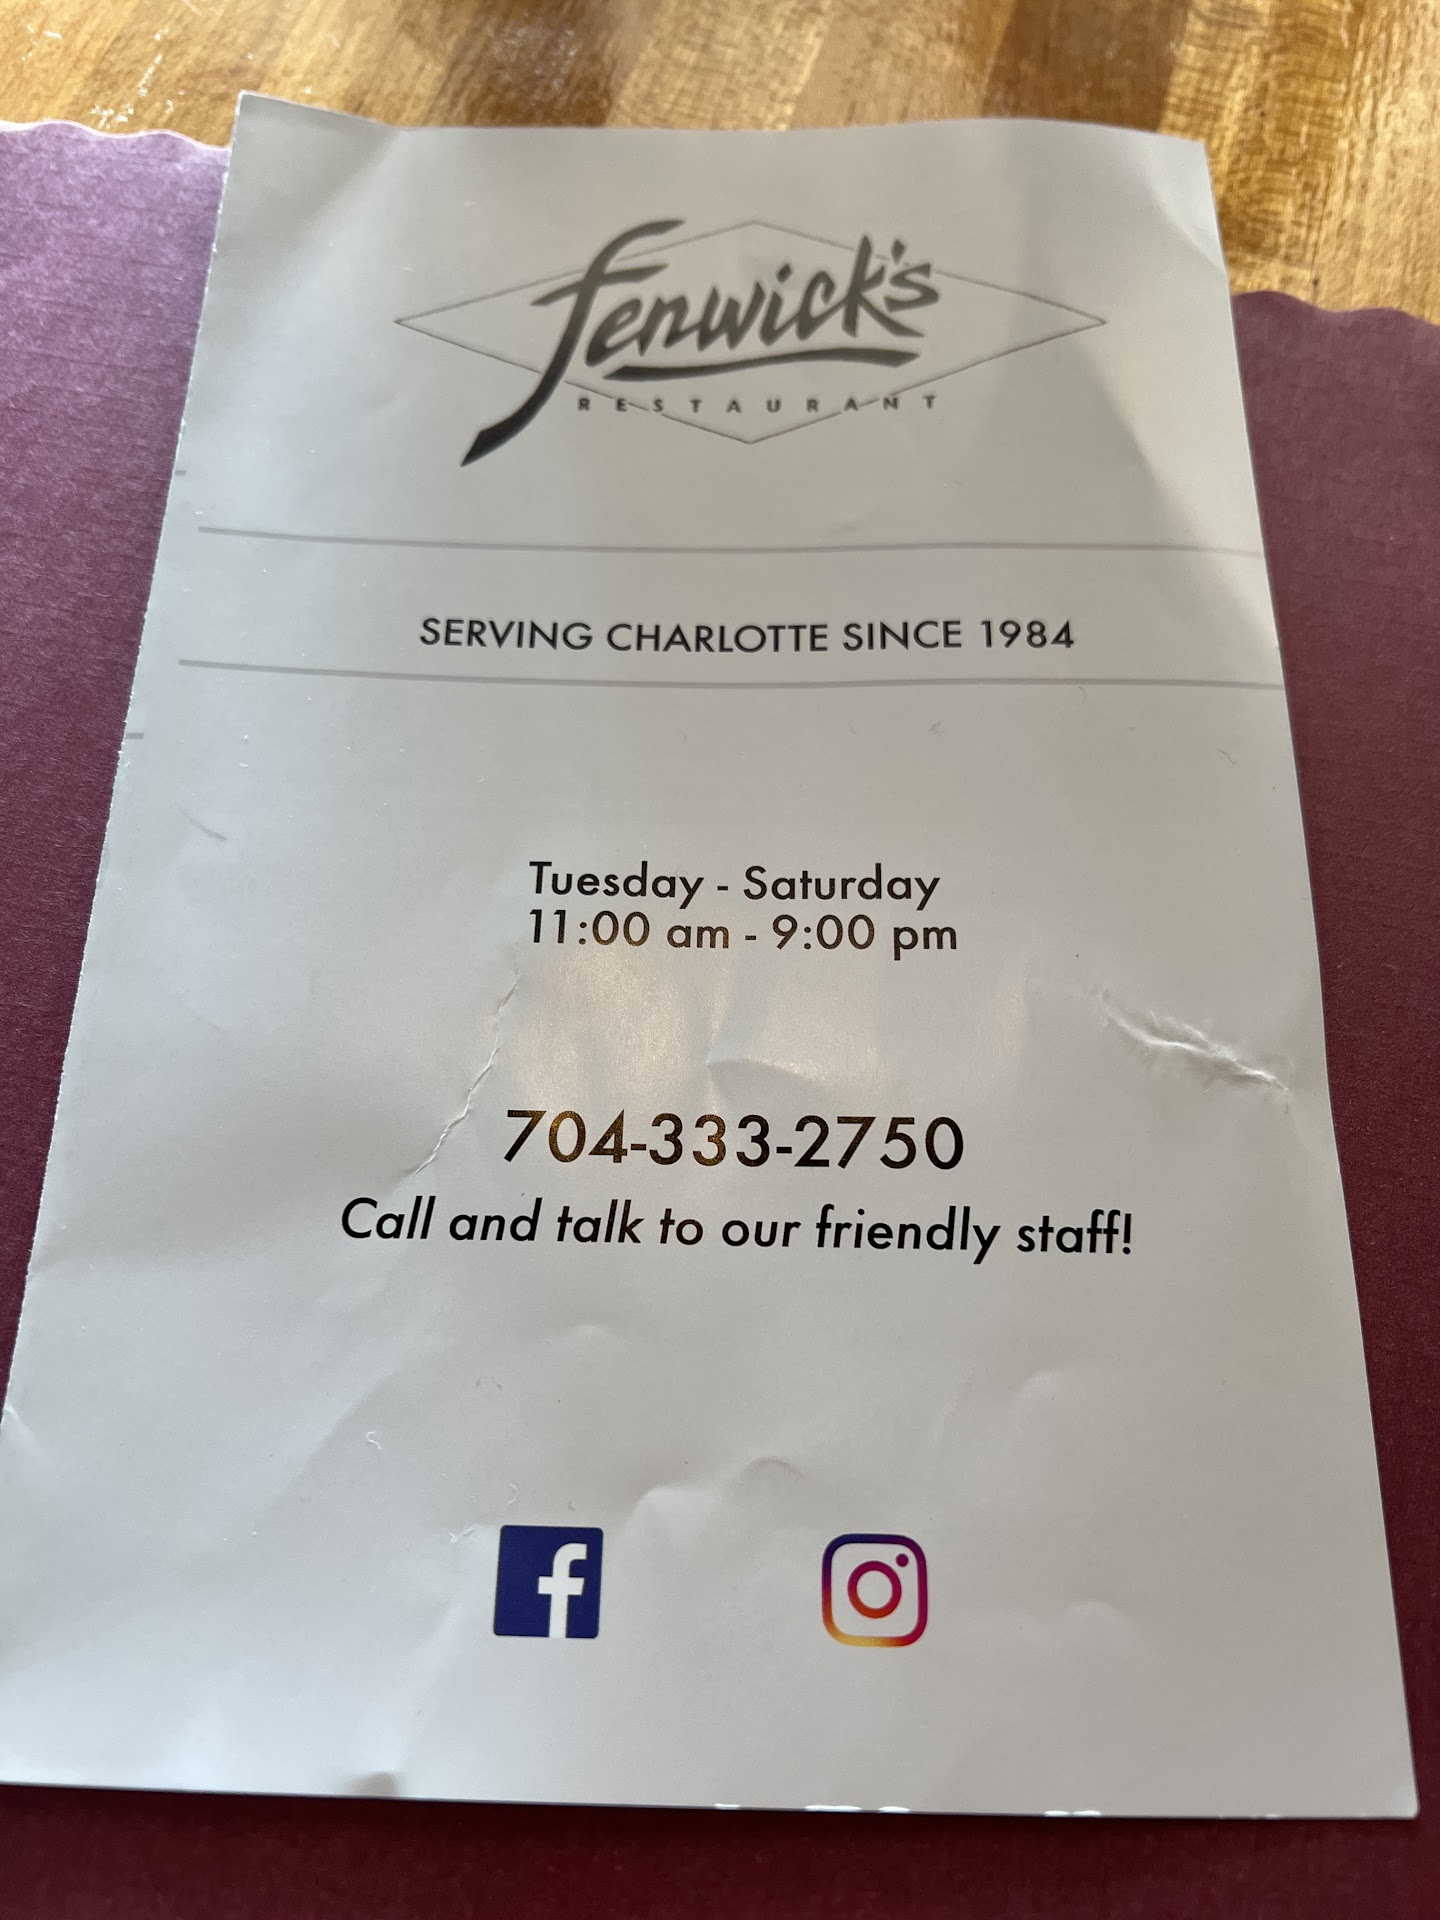 Fenwick's
RESTAURANT
SERVING CHARLOTTE SINCE 1984
Tuesday - Saturday
11:00 am - 9:00 pm
704-333-2750
Call and talk to our friendly staff!